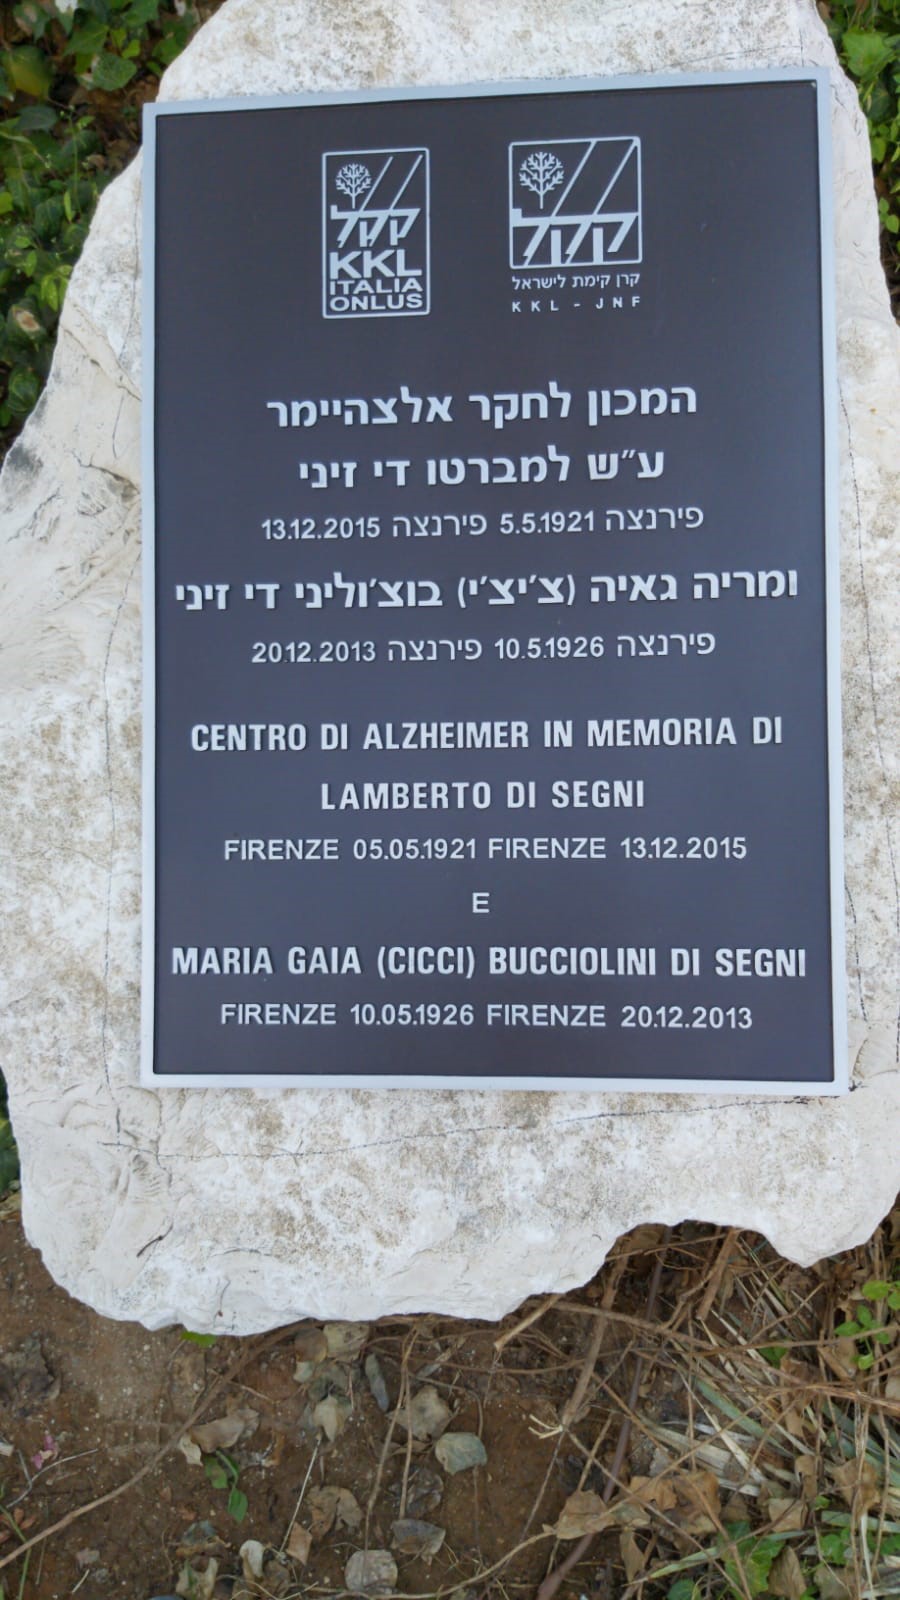 קקל
KKL
ITALIA
ONLUS
קקל
קרן קימת לישראל
KKL - JNF
המכון לחקר אלצהיימר
ע״ש למברטו די זיני
פירנצה 5.5.1921 פירנצה 13.12.2015
ומריה גאיה (צ׳יצ׳י) בוצ׳וליני די זיני
פירנצה 10.5.1926 פירנצה 20.12.2013
CENTRO DI ALZHEIMER IN MEMORIA DI
LAMBERTO DI SEGNI
FIRENZE 05.05.1921 FIRENZE 13.12.2015
E
MARIA GAIA (CICCI) BUCCIOLINI DI SEGNI
FIRENZE 10.05.1926 FIRENZE 20.12.2013